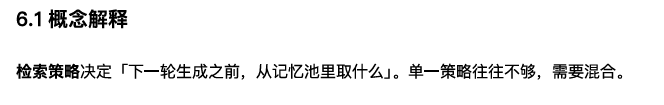 6.1 概念解释
检索策略决定「下一轮生成之前，从记忆池里取什么」。单一策略往往不够，需要混合。